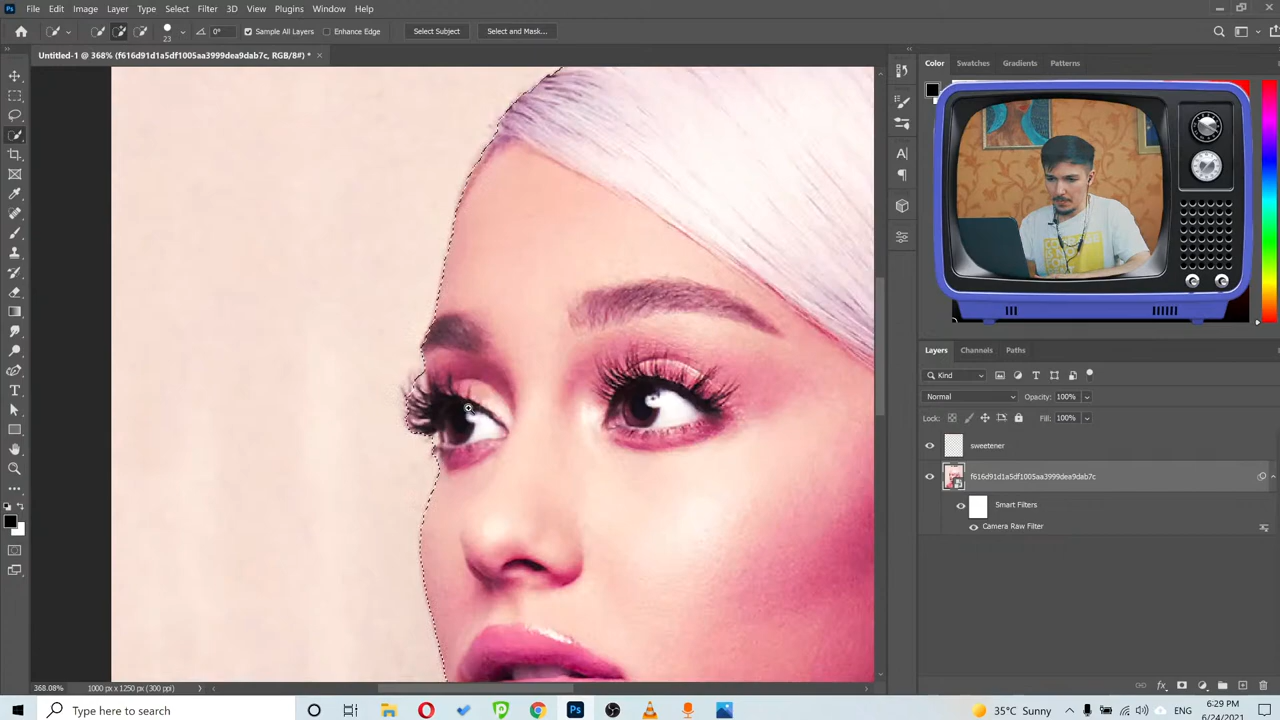 File Edit Image Layer Type Select Filter 3D View Plugins Window Help
23 0° Sample All Layers Enhance Edge Select Subject Select and Mask...
Untitled-1 @ 368% (f616d91d1a5df1005aa3999dea9dab7c, RGB/8#) *
Color Swatches Gradients Patterns
Layers Channels Paths
Kind
Normal Opacity: 100%
Lock: Fill: 100%
sweetener
f616d91d1a5df1005aa3999dea9dab7c
Smart Filters
Camera Raw Filter
368.08% 1000 px x 1250 px (300 ppi)
Type here to search
35°C Sunny ENG
6:29 PM
6/24/2022